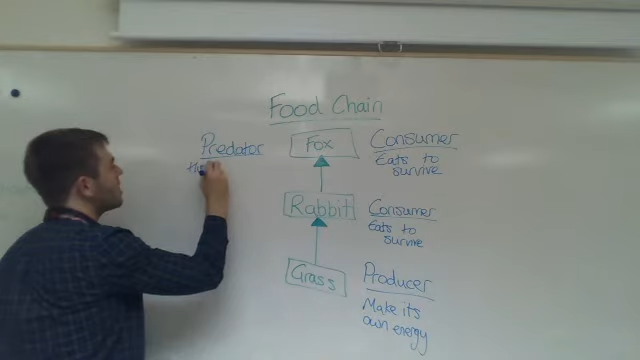 Food Chain
Predator
Fox
Consumer
Eats to
survive
Rabbit
Consumer
Eats to
survive
Grass
Producer
Make its
own energy